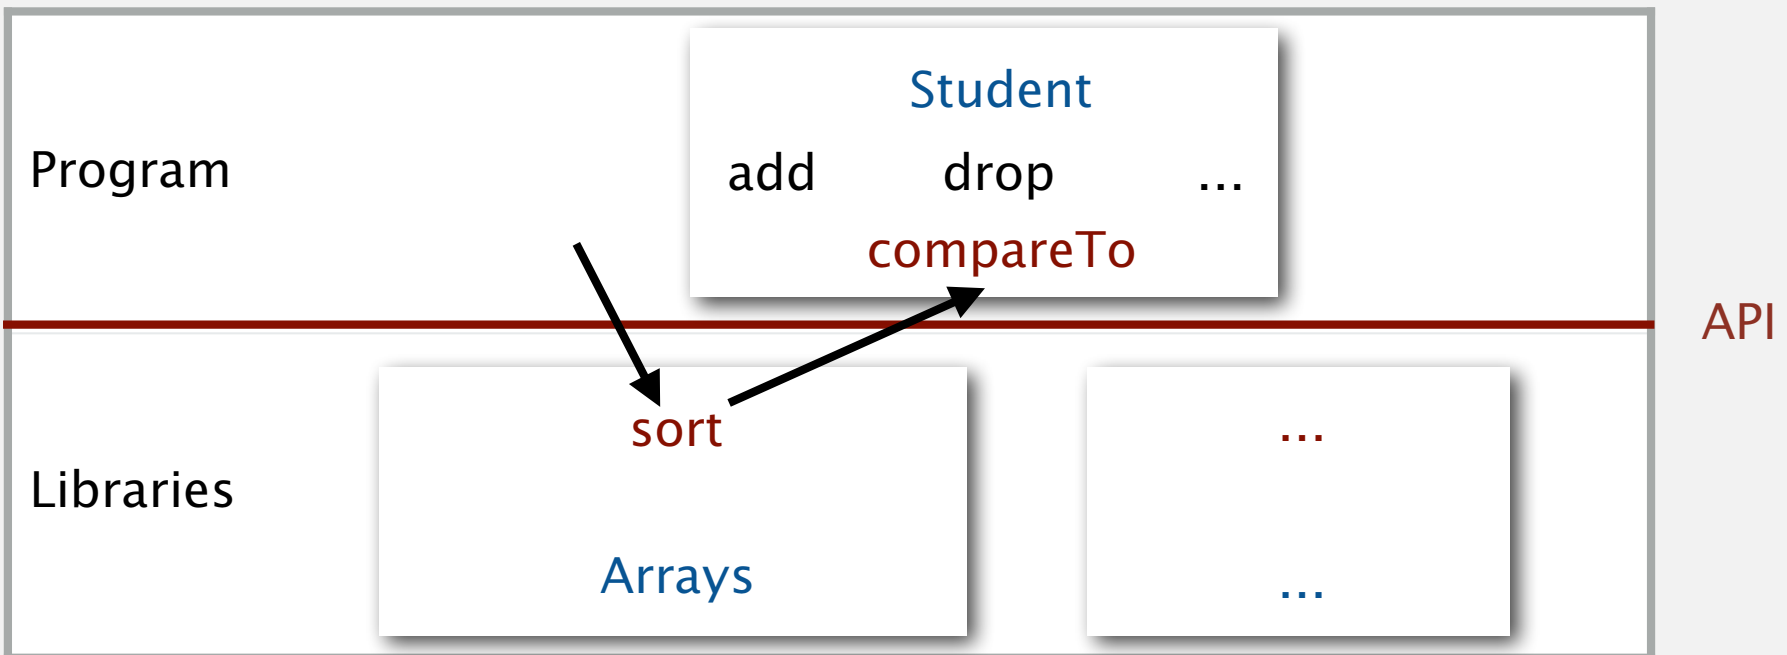 Student
Program
add drop ...
compareTo
API
sort ...
Libraries
Arrays ...